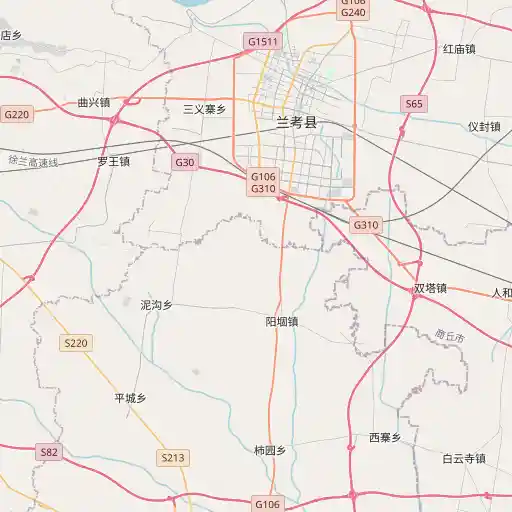 G106
G240
店乡
G1511
红庙镇
曲兴镇
S65
G220
三义寨乡
兰考县
仪封镇
徐兰高速线
罗王镇
G30
G106
G310
G310
双塔镇
人和
泥沟乡
阳堌镇
商丘市
S220
平城乡
西寨乡
柿园乡
S82
S213
白云寺镇
G106